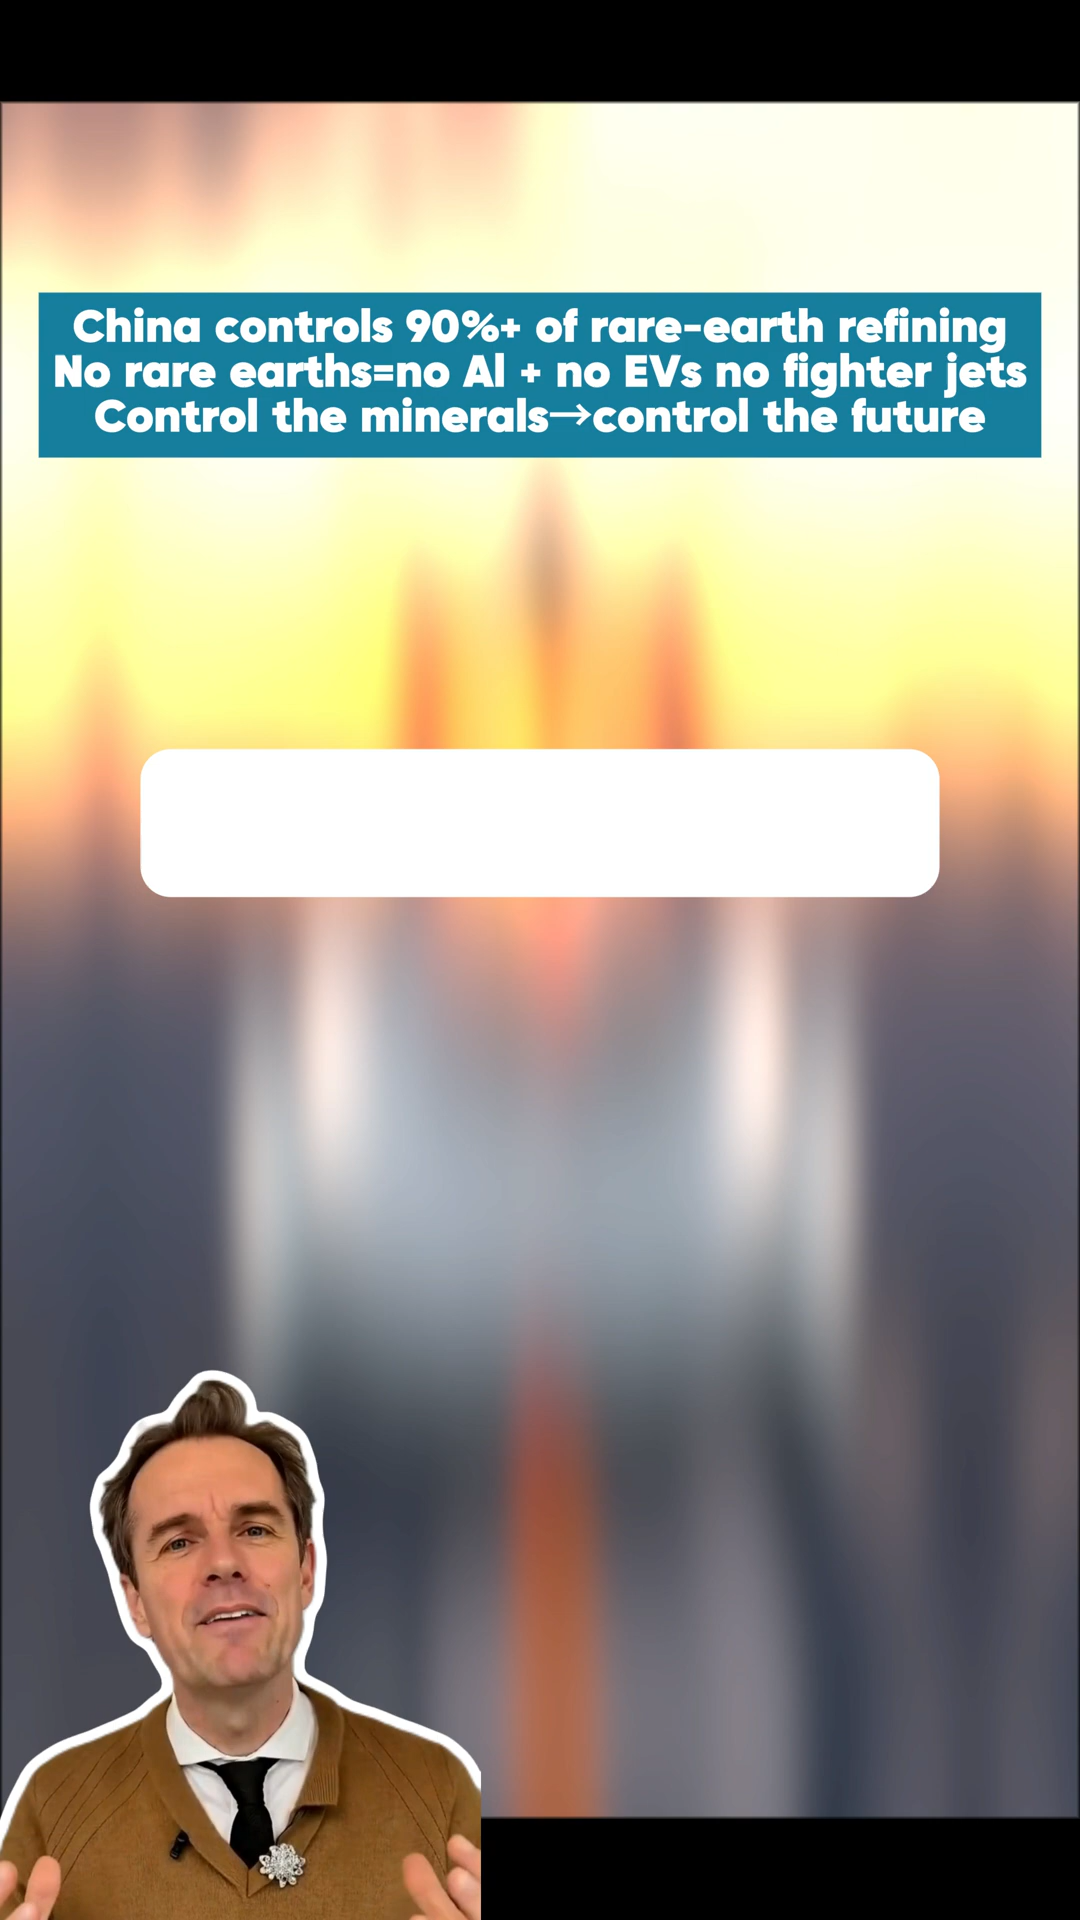 China controls 90%+ of rare-earth refining
No rare earths=no Al + no EVs no fighter jets
Control the minerals→control the future